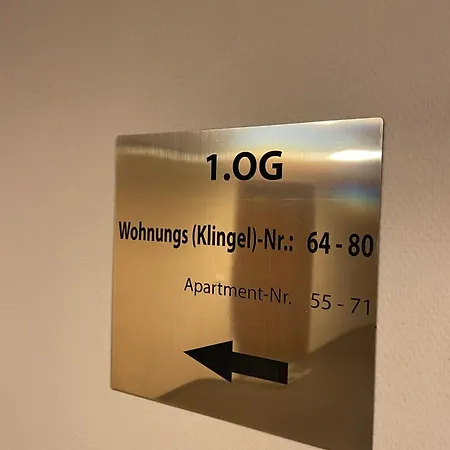 1.OG
Wohnungs (Klingel)-Nr.: 64 - 80
Apartment-Nr. 55 - 71